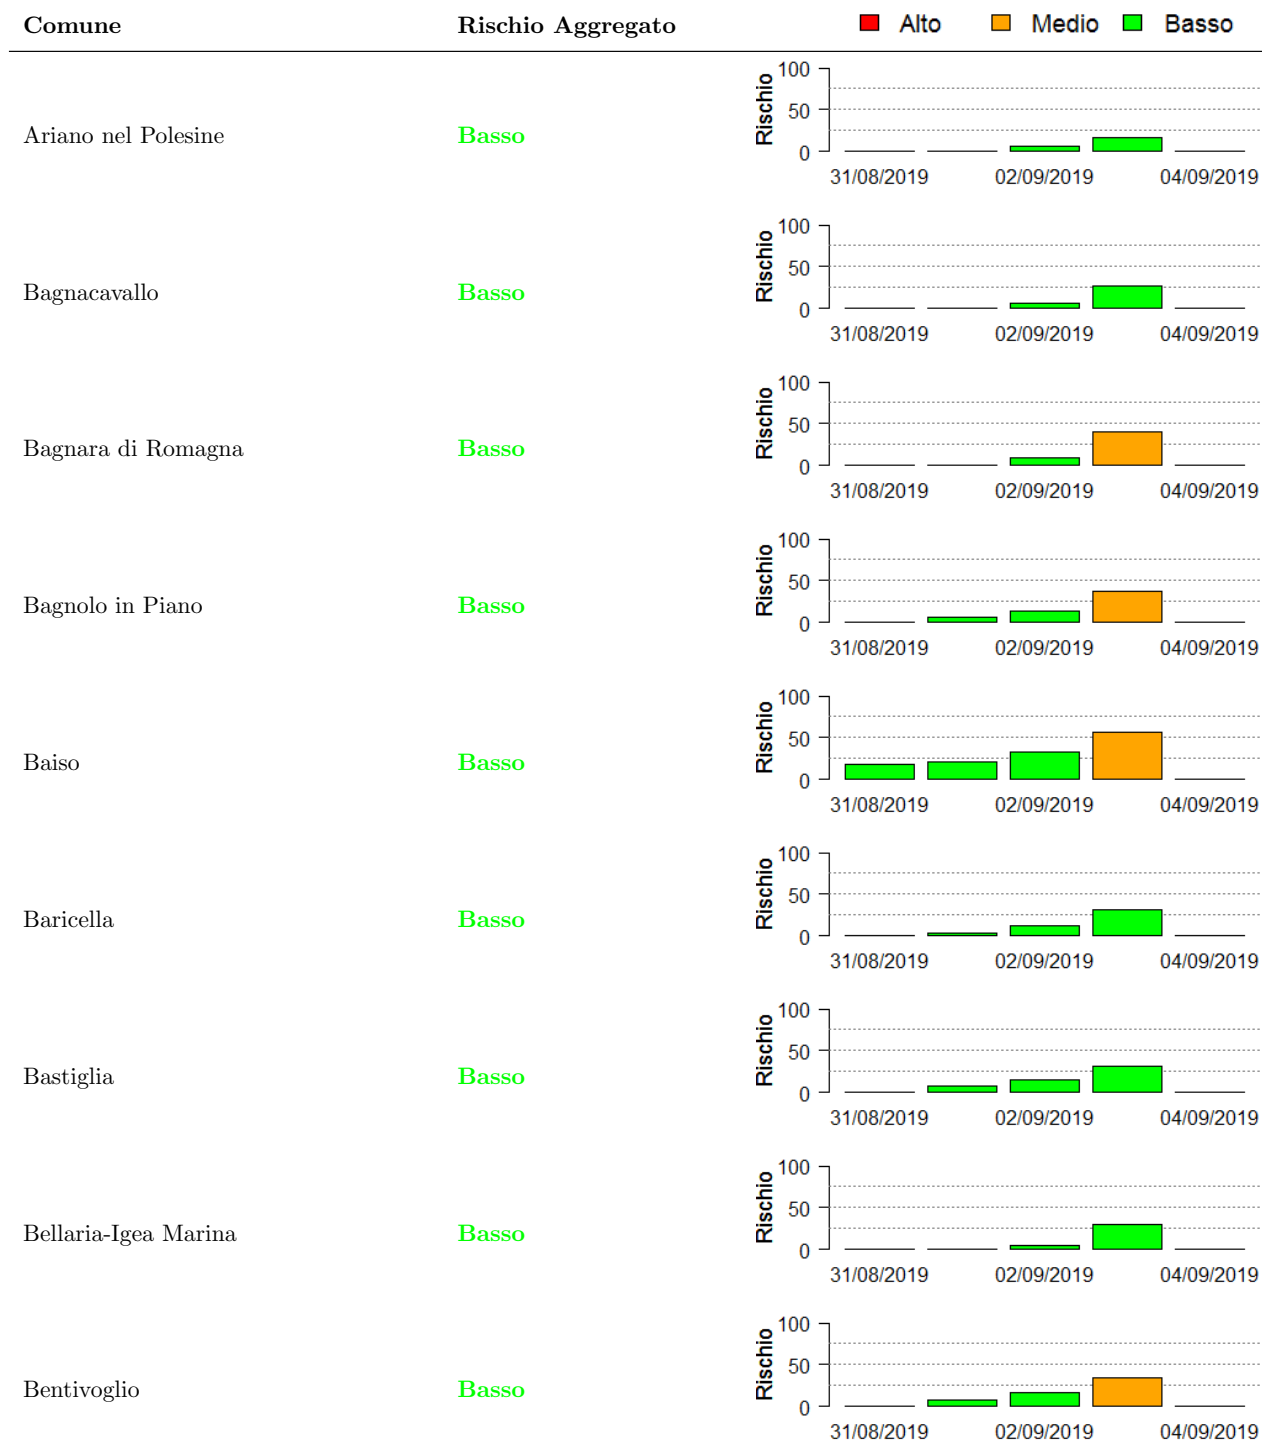 Comune Rischio Aggregato Alto Medio Basso
Ariano nel Polesine Basso
Rischio
100
50
0
31/08/2019 02/09/2019 04/09/2019
Bagnacavallo Basso
Rischio
100
50
0
31/08/2019 02/09/2019 04/09/2019
Bagnara di Romagna Basso
Rischio
100
50
0
31/08/2019 02/09/2019 04/09/2019
Bagnolo in Piano Basso
Rischio
100
50
0
31/08/2019 02/09/2019 04/09/2019
Baiso Basso
Rischio
100
50
0
31/08/2019 02/09/2019 04/09/2019
Baricella Basso
Rischio
100
50
0
31/08/2019 02/09/2019 04/09/2019
Bastiglia Basso
Rischio
100
50
0
31/08/2019 02/09/2019 04/09/2019
Bellaria-Igea Marina Basso
Rischio
100
50
0
31/08/2019 02/09/2019 04/09/2019
Bentivoglio Basso
Rischio
100
50
0
31/08/2019 02/09/2019 04/09/2019